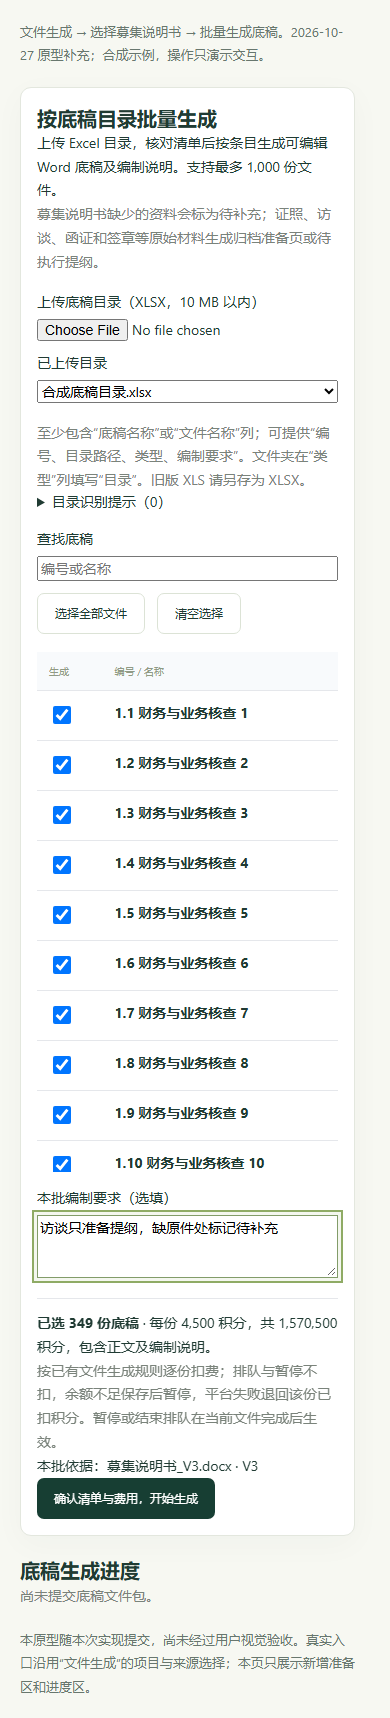 文件生成 → 选择募集说明书 → 批量生成底稿。2026-10-
27 原型补充；合成示例，操作只演示交互。
按底稿目录批量生成
上传 Excel 目录，核对清单后按条目生成可编辑
Word 底稿及编制说明。支持最多 1,000 份文
件。
募集说明书缺少的资料会标为待补充；证照、访
谈、函证和签章等原始材料生成归档准备页或待
执行提纲。
上传底稿目录（XLSX，10 MB 以内）
Choose File No file chosen
已上传目录
合成底稿目录.xlsx
至少包含“底稿名称”或“文件名称”列；可提供“编
号、目录路径、类型、编制要求”。文件夹在“类
型”列填写“目录”。旧版 XLS 请另存为 XLSX。
目录识别提示（0）
查找底稿
编号或名称
选择全部文件 清空选择
生成 编号 / 名称
1.1 财务与业务核查 1
1.2 财务与业务核查 2
1.3 财务与业务核查 3
1.4 财务与业务核查 4
1.5 财务与业务核查 5
1.6 财务与业务核查 6
1.7 财务与业务核查 7
1.8 财务与业务核查 8
1.9 财务与业务核查 9
1.10 财务与业务核查 10
本批编制要求（选填）
访谈只准备提纲，缺原件处标记待补充
已选 349 份底稿 · 每份 4,500 积分，共 1,570,500
积分，包含正文及编制说明。
按已有文件生成规则逐份扣费；排队与暂停不
扣，余额不足保存后暂停，平台失败退回该份已
扣积分。暂停或结束排队在当前文件完成后生
效。
本批依据：募集说明书_V3.docx · V3
确认清单与费用，开始生成
底稿生成进度
尚未提交底稿文件包。
本原型随本次实现提交，尚未经过用户视觉验收。真实入
口沿用“文件生成”的项目与来源选择；本页只展示新增准备
区和进度区。